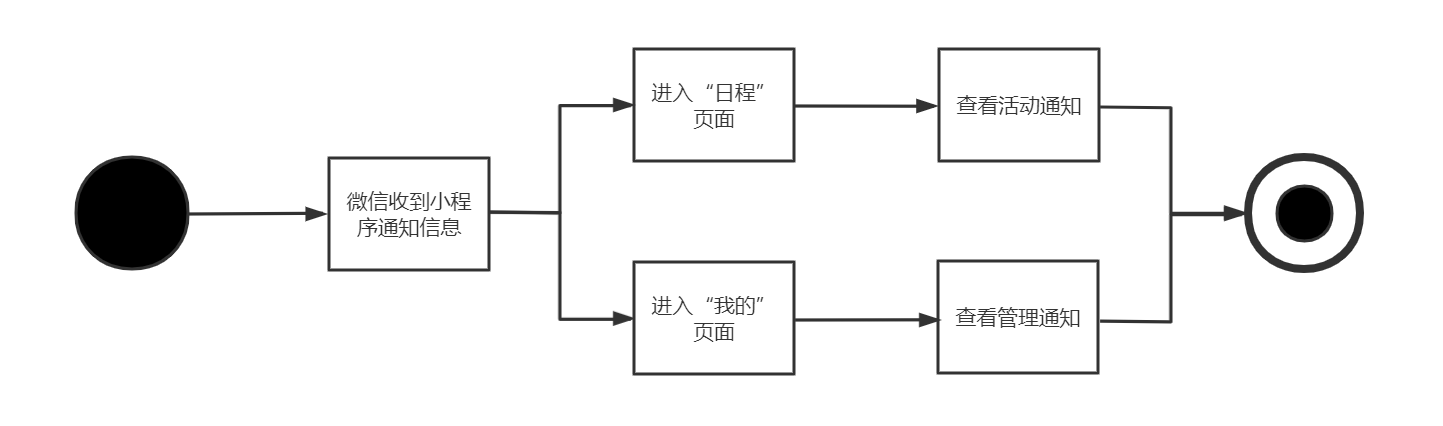 微信收到小程
序通知信息
进入“日程”
页面
查看活动通知
进入“我的”
页面
查看管理通知